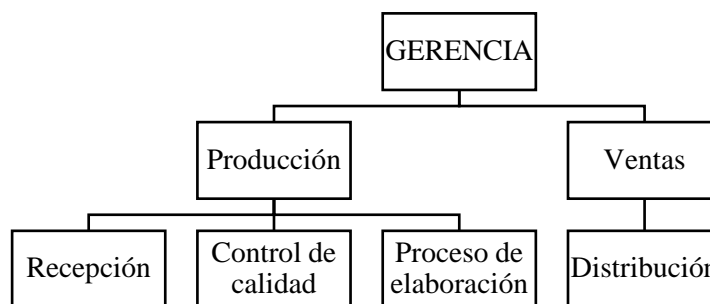 GERENCIA
Producción
Ventas
Recepción
Control de
calidad
Proceso de
elaboración
Distribución